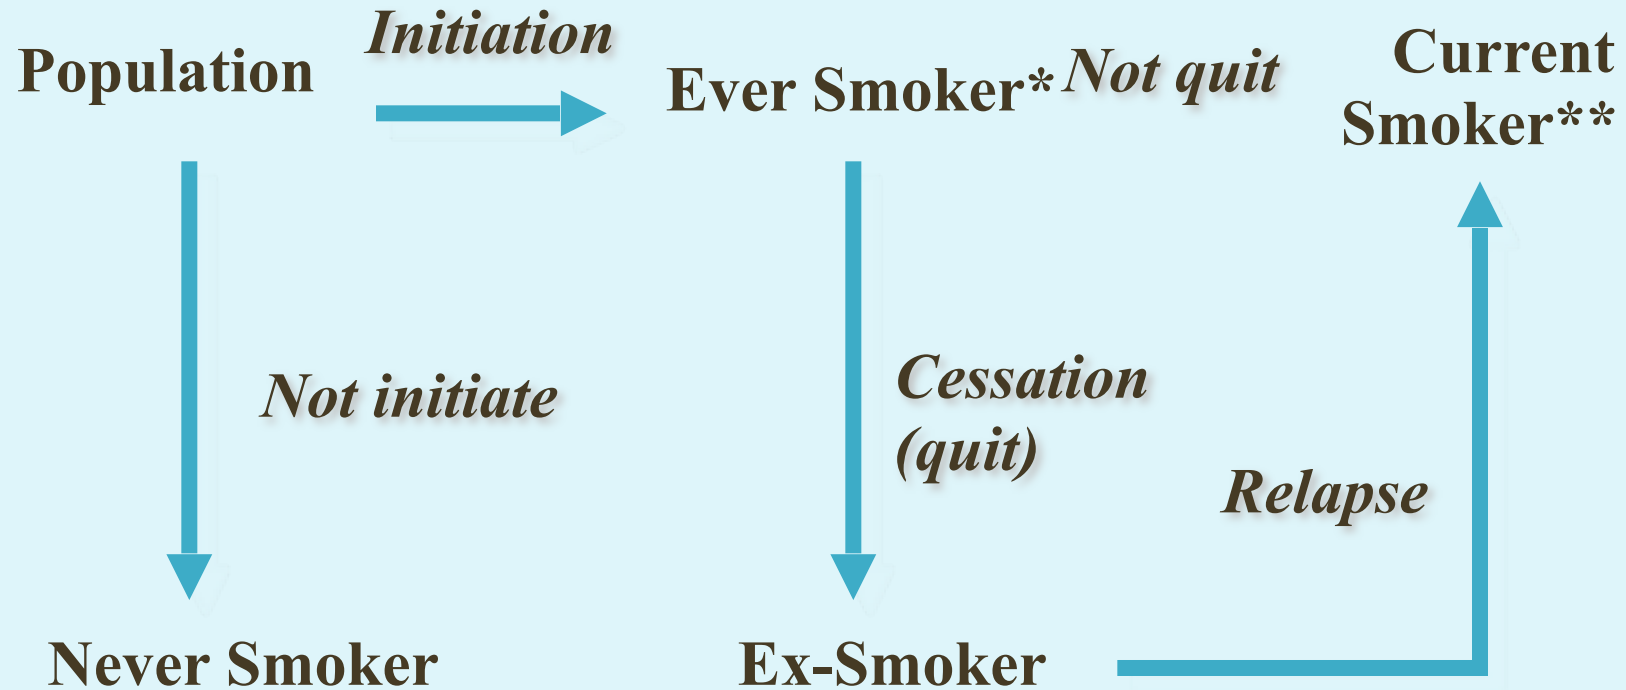 Population
Initiation
Ever Smoker*
Not quit
Current
Smoker**
Not initiate
Cessation
(quit)
Relapse
Never Smoker
Ex-Smoker